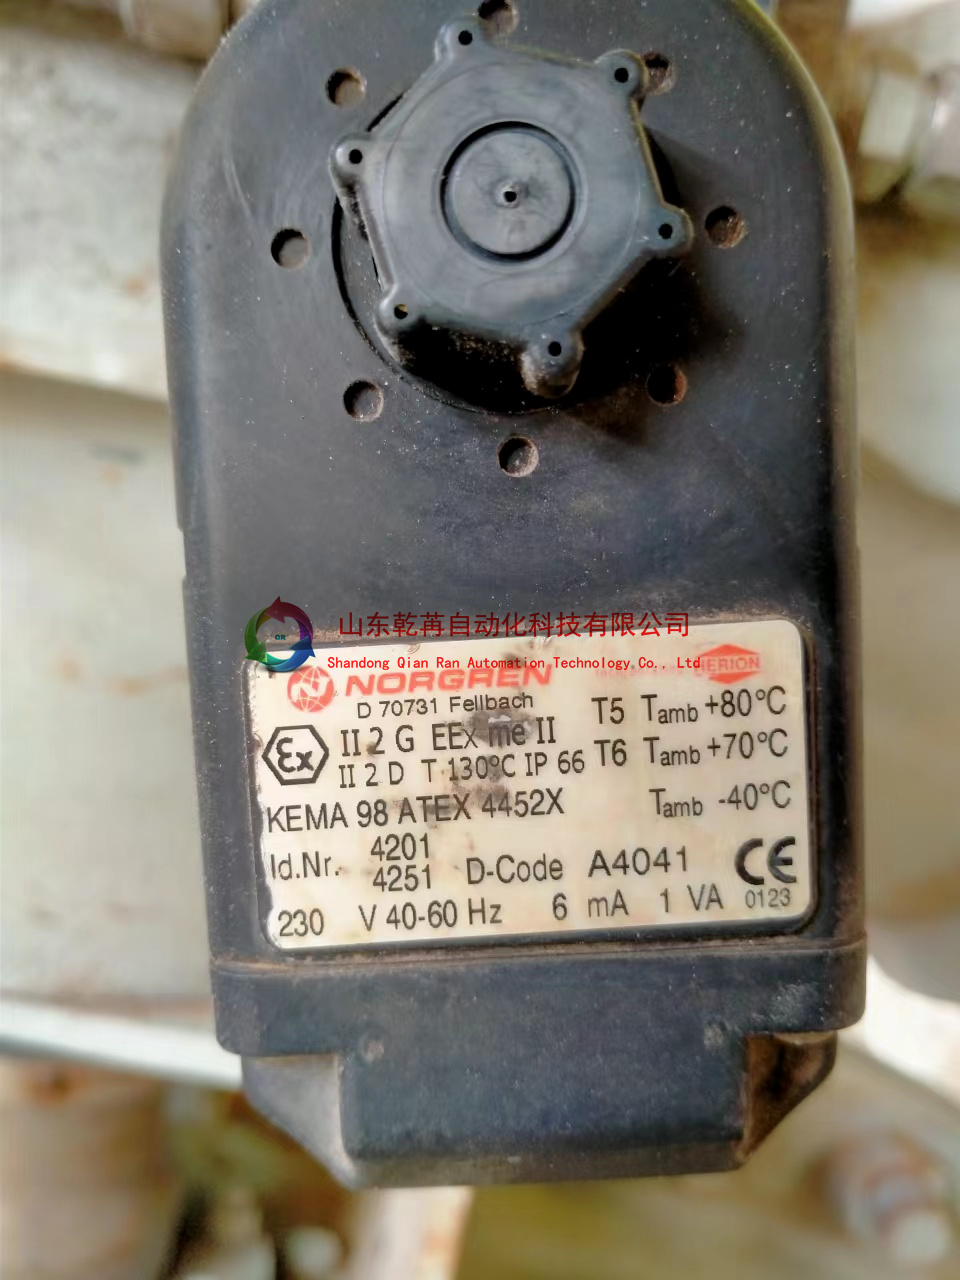 山东乾苒自动化科技有限公司
Shandong Qian Ran Automation Technology Co., Ltd
QR
NORGREN
HERION
D 70731 Fellbach
Ex
II 2 G EEx me II
T5 Tamb +80°C
II 2 D T 130°C IP 66
T6 Tamb +70°C
KEMA 98 ATEX 4452X
Tamb -40°C
Id.Nr. 4201
4251
D-Code A4041
CE
0123
230 V 40-60 Hz 6 mA 1 VA